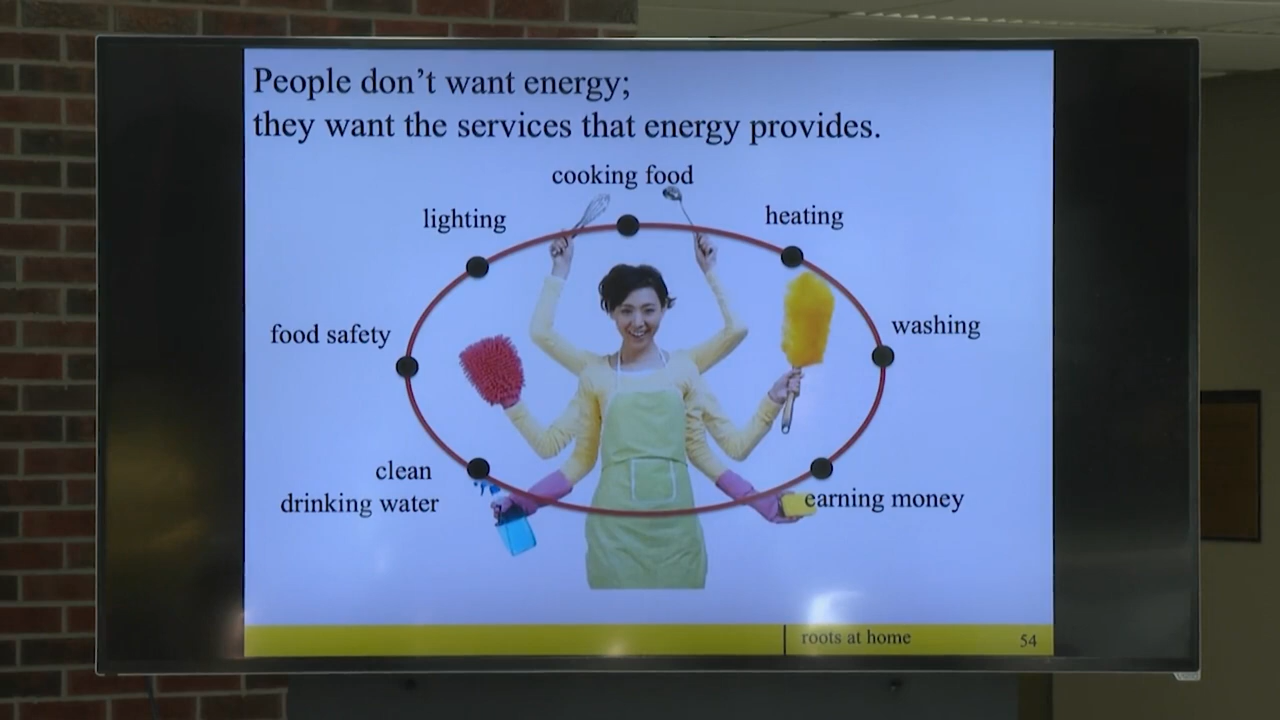 People don’t want energy;
they want the services that energy provides.
cooking food
lighting
heating
food safety
washing
clean
drinking water
earning money
roots at home
54